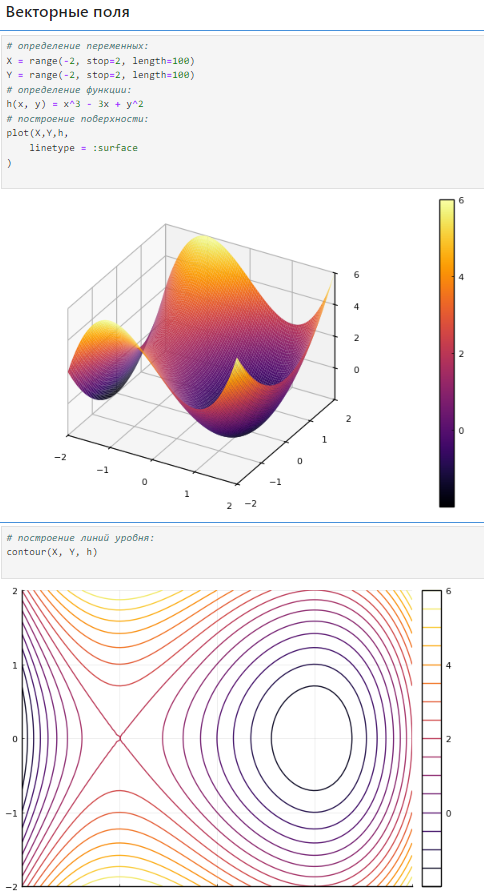 Векторные поля
# определение переменных:
X = range(-2, stop=2, length=100)
Y = range(-2, stop=2, length=100)
# определение функции:
h(x, y) = x^3 - 3x + y^2
# построение поверхности:
plot(X,Y,h,
    linetype = :surface
)
6
4
2
0
6
4
2
0
−2
−1
0
1
2
−2
−1
0
1
2
# построение линий уровня:
contour(X, Y, h)
2
1
0
−1
−2
6
4
2
0